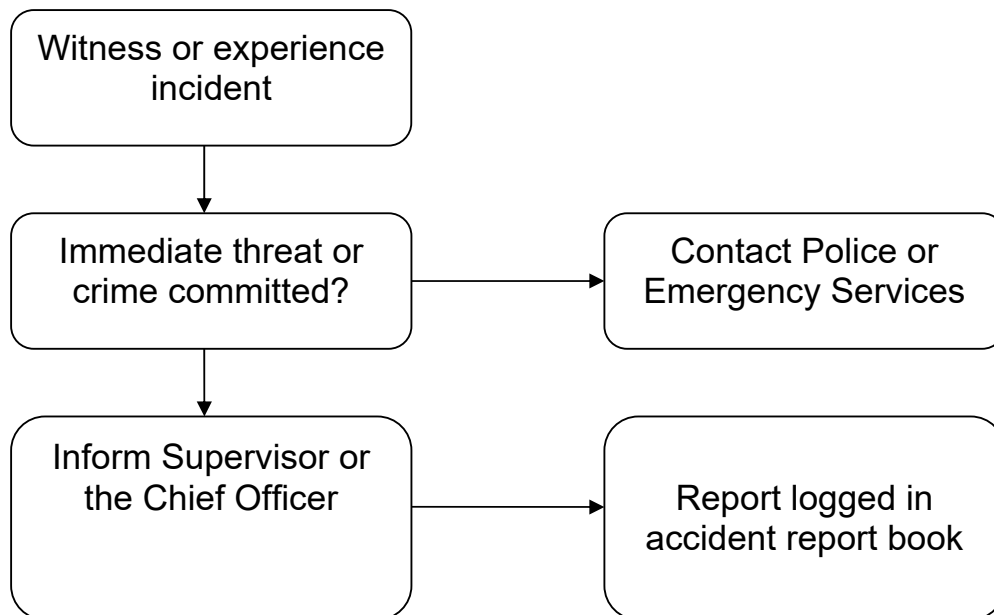 Witness or experience
incident
Immediate threat or
crime committed?
Contact Police or
Emergency Services
Inform Supervisor or
the Chief Officer
Report logged in
accident report book